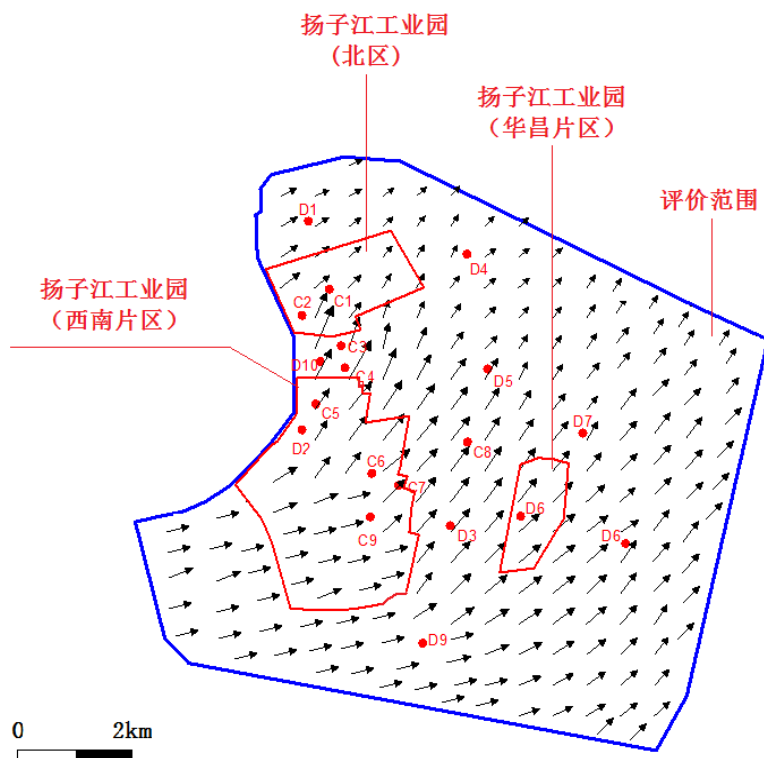 扬子江工业园
(北区)
扬子江工业园
（华昌片区）
评价范围
D1
D4
扬子江工业园
（西南片区）
C1
C2
C3
D10
C4
D5
C5
D2
D7
C8
C6
C7
D6
C9
D3
D6
D9
0 2km